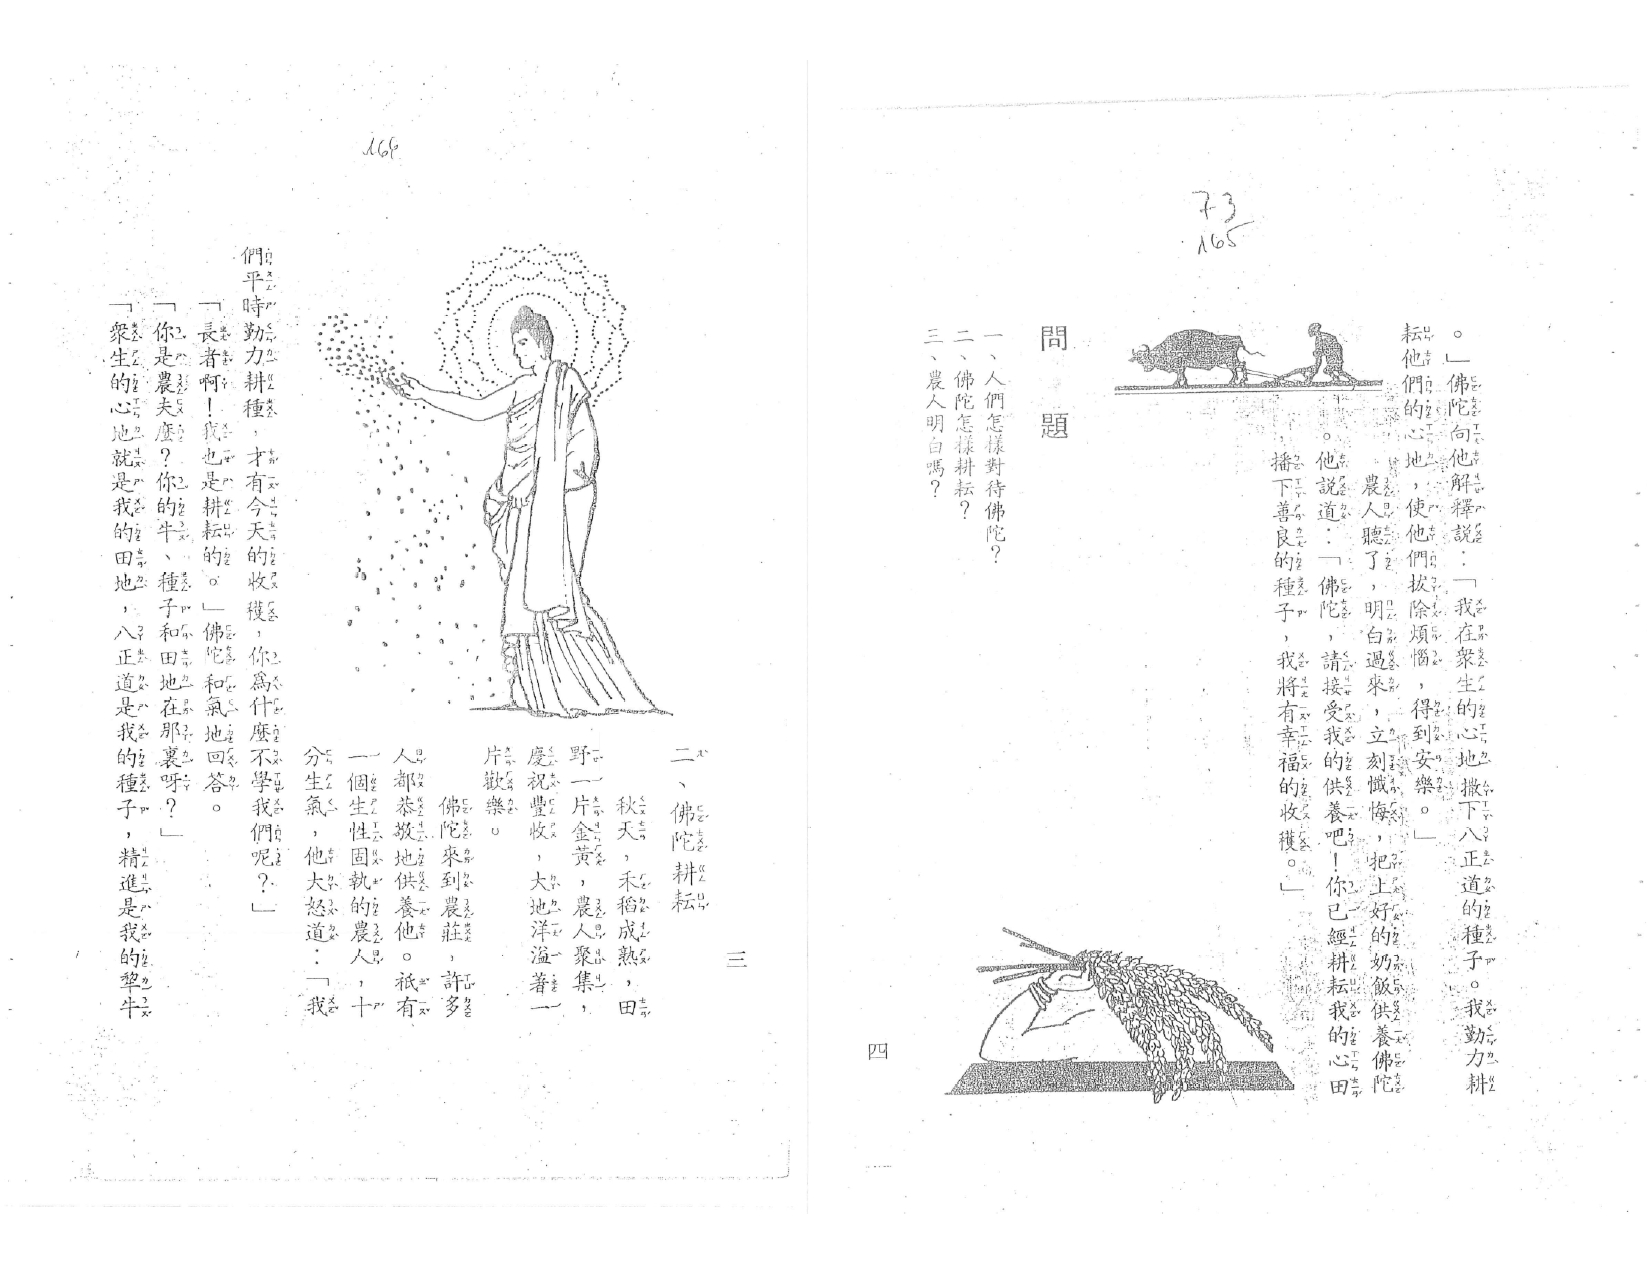 164
三
二、佛陀耕耘
秋天，禾稻成熟，田
野一片金黃，農人聚集，
慶祝豐收，大地洋溢著一
片歡樂。
佛陀來到農莊，許多
人都恭敬地供養他。祇有
一個生性固執的農人，十
分生氣，他大怒道：「我
們平時勤力耕種，才有今天的收穫，你為什麼不學我們呢？」
「長者啊！我也是耕耘的。」佛陀和氣地回答。
「你是農夫麼？你的牛、種子和田地在那裏呀？」
「衆生的心地就是我的田地，八正道是我的種子，精進是我的犂牛
73
165
。」佛陀向他解釋説：「我在衆生的心地撒下八正道的種子。我勤力耕
耘他們的心地，使他們拔除煩惱，得到安樂。」
農人聽了，明白過來，立刻懺悔，把上好的奶飯供養佛陀
。他説道：「佛陀，請接受我的供養吧！你已經耕耘我的心田
，播下善良的種子，我將有幸福的收穫。」
問題
一、人們怎樣對待佛陀？
二、佛陀怎樣耕耘？
三、農人明白嗎？
四